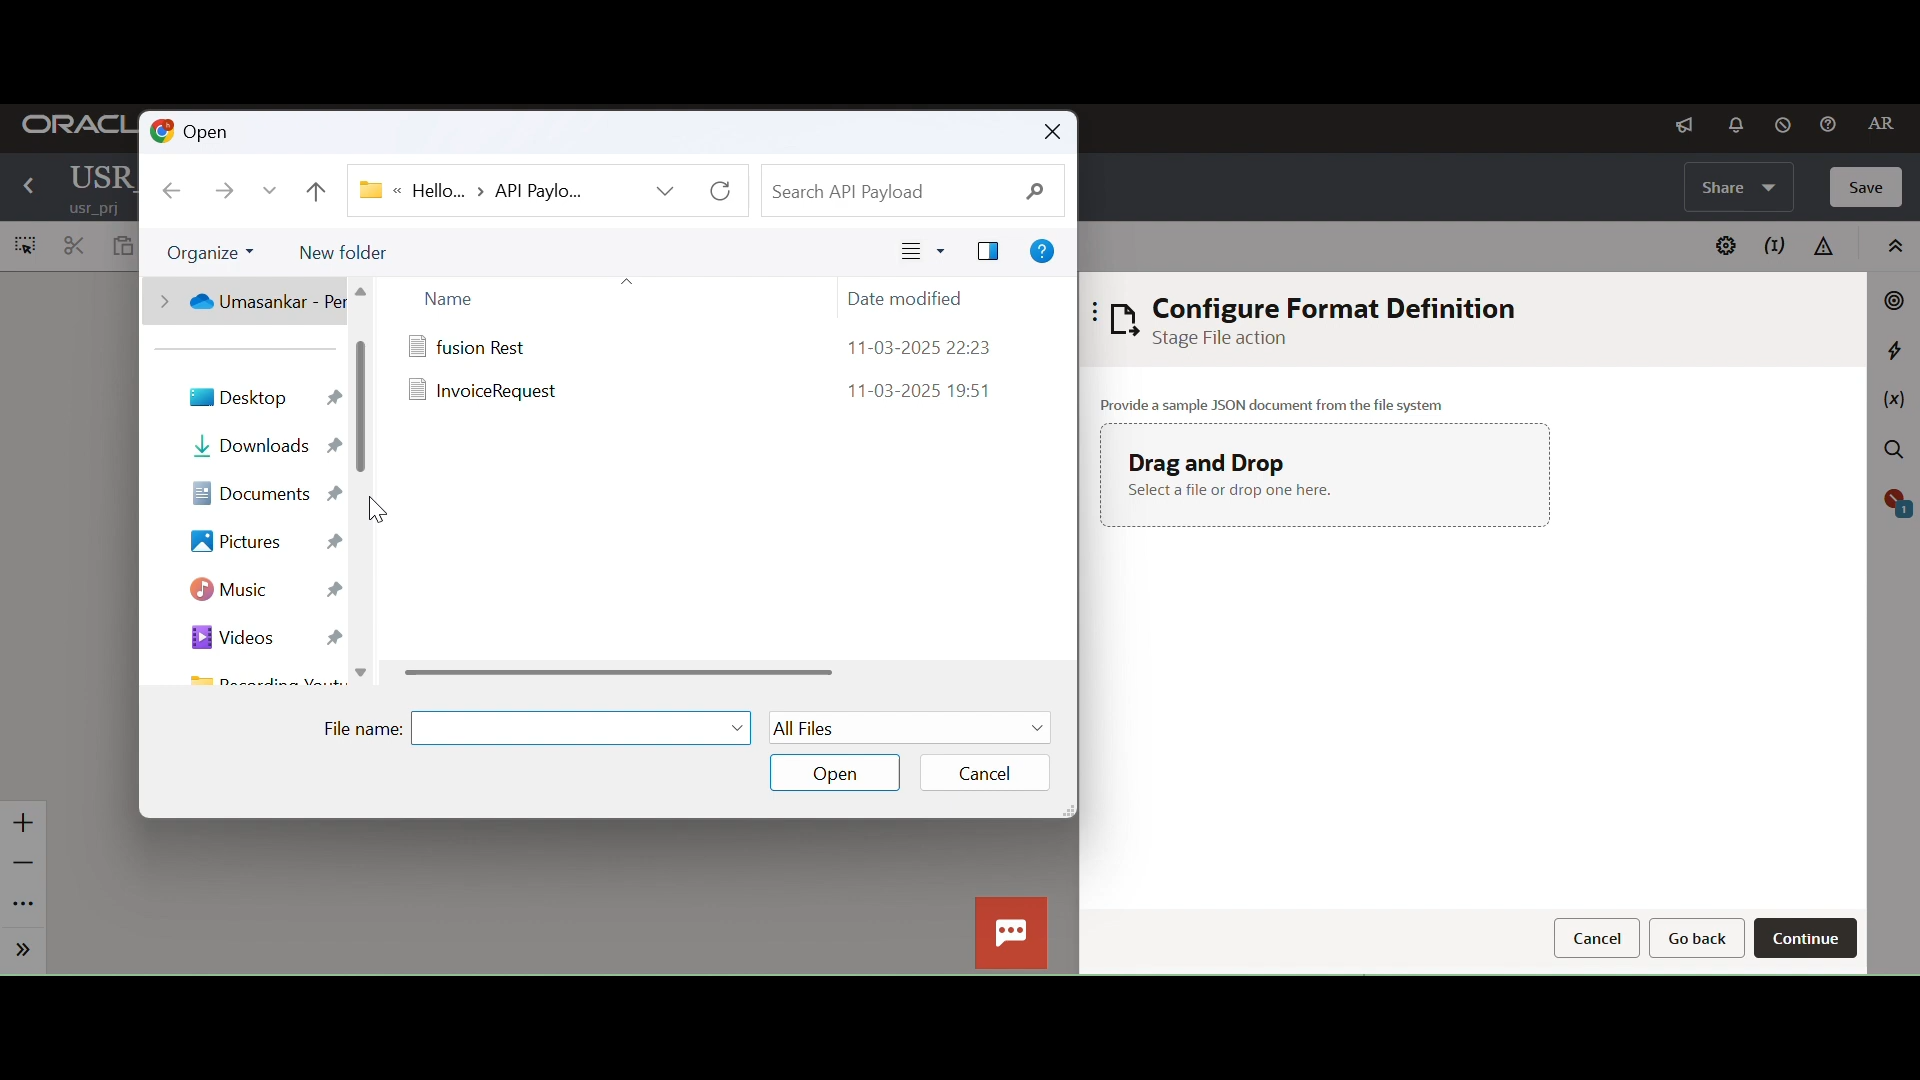 ORACL
Open
AR
USR_
usr_prj
« Hello... > API Paylo...
Search API Payload
Share
Save
Organize
New folder
Umasankar - Per
Name
Date modified
fusion Rest
11-03-2025 22:23
InvoiceRequest
11-03-2025 19:51
Desktop
Downloads
Documents
Pictures
Music
Videos
File name:
All Files
Open
Cancel
Configure Format Definition
Stage File action
Provide a sample JSON document from the file system
Drag and Drop
Select a file or drop one here.
1
Cancel
Go back
Continue